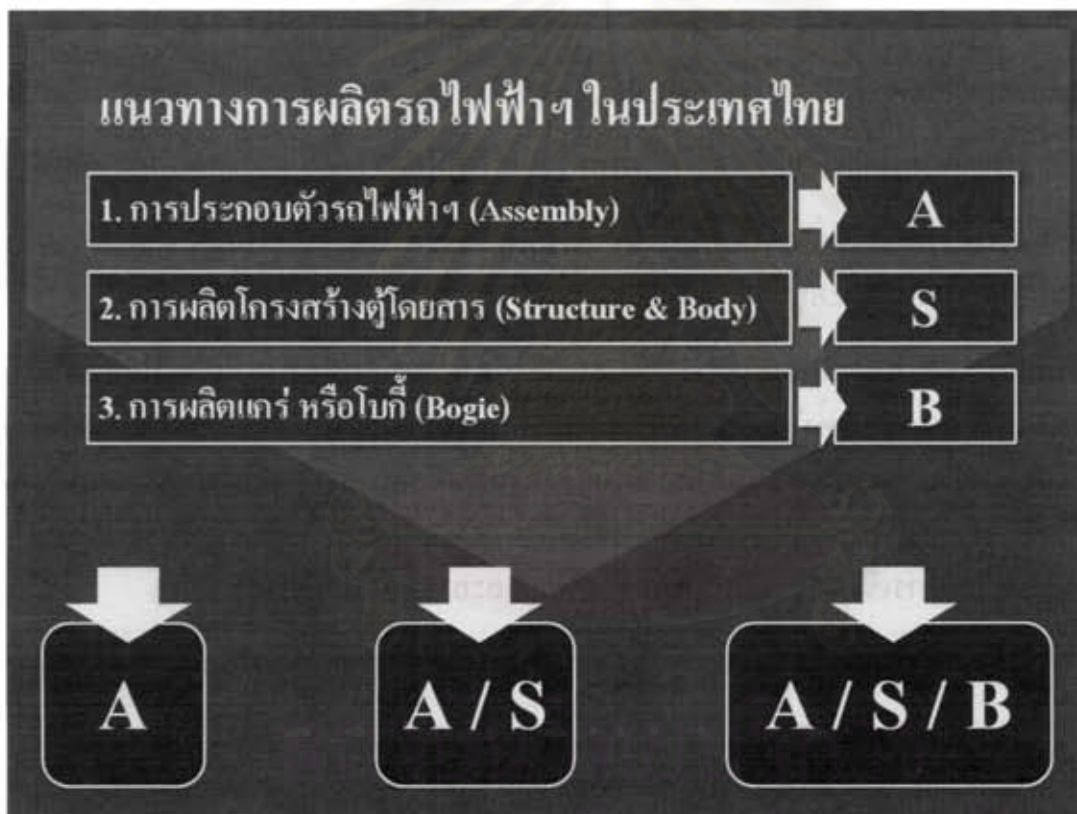 แนวทางการผลิตรถไฟฟ้าฯ ในประเทศไทย
1. การประกอบตัวรถไฟฟ้าฯ (Assembly)
A
2. การผลิตโครงสร้างตู้โดยสาร (Structure & Body)
S
3. การผลิตแคร่ หรือโบกี้ (Bogie)
B
A
A / S
A / S / B